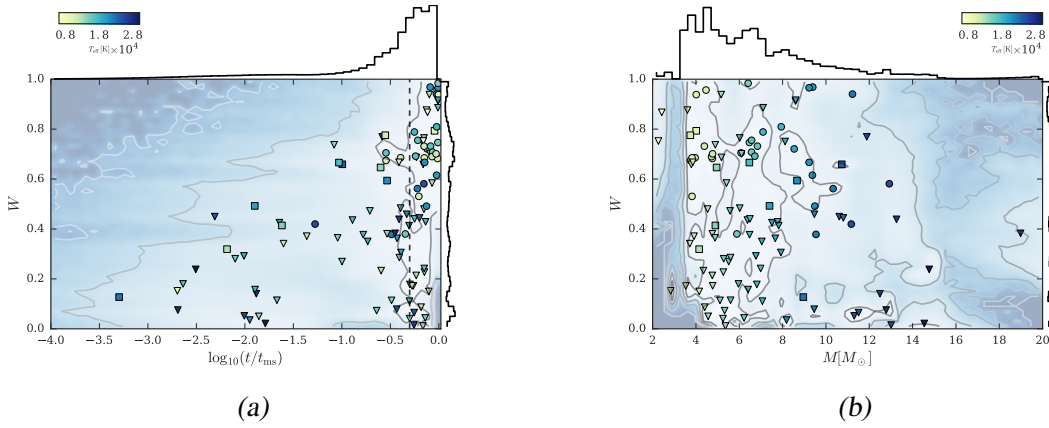 0.8 1.8 2.8
T_eff[K] ×10^4
1.0
0.8
0.6
0.4
0.2
0.0
W
−4.0 −3.5 −3.0 −2.5 −2.0 −1.5 −1.0 −0.5 0.0
log_10(t/t_ms)
(a)
0.8 1.8 2.8
T_eff[K] ×10^4
1.0
0.8
0.6
0.4
0.2
0.0
W
2 4 6 8 10 12 14 16 18 20
M[M_⊙]
(b)